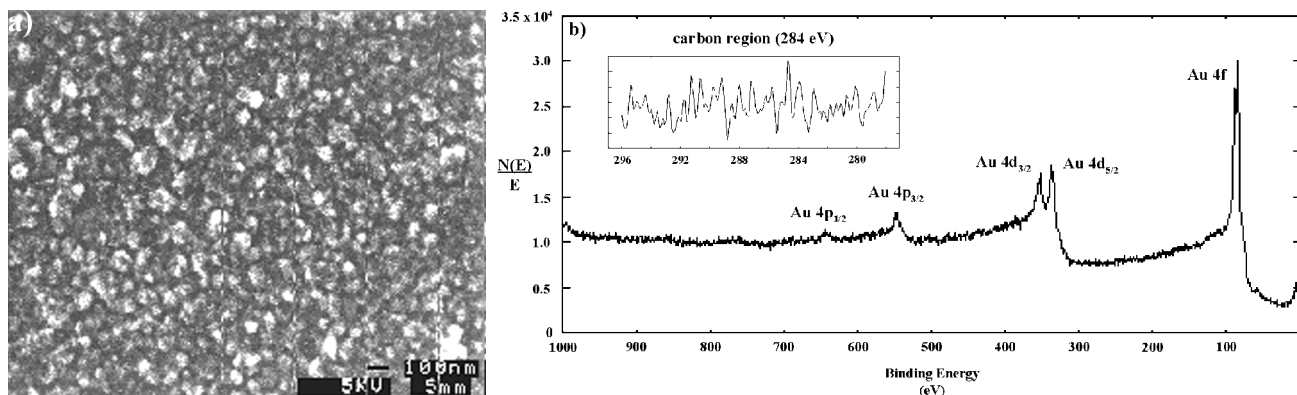 a)
100nm
5KV 5mm
b)
3.5 x 10⁴
3.0
2.5
2.0
N(E)
E
1.5
1.0
0.5
0
carbon region (284 eV)
296 292 288 284 280
Au 4f
Au 4d3/2 Au 4d5/2
Au 4p3/2
Au 4p1/2
1000 900 800 700 600 500 400 300 200 100
Binding Energy
(eV)